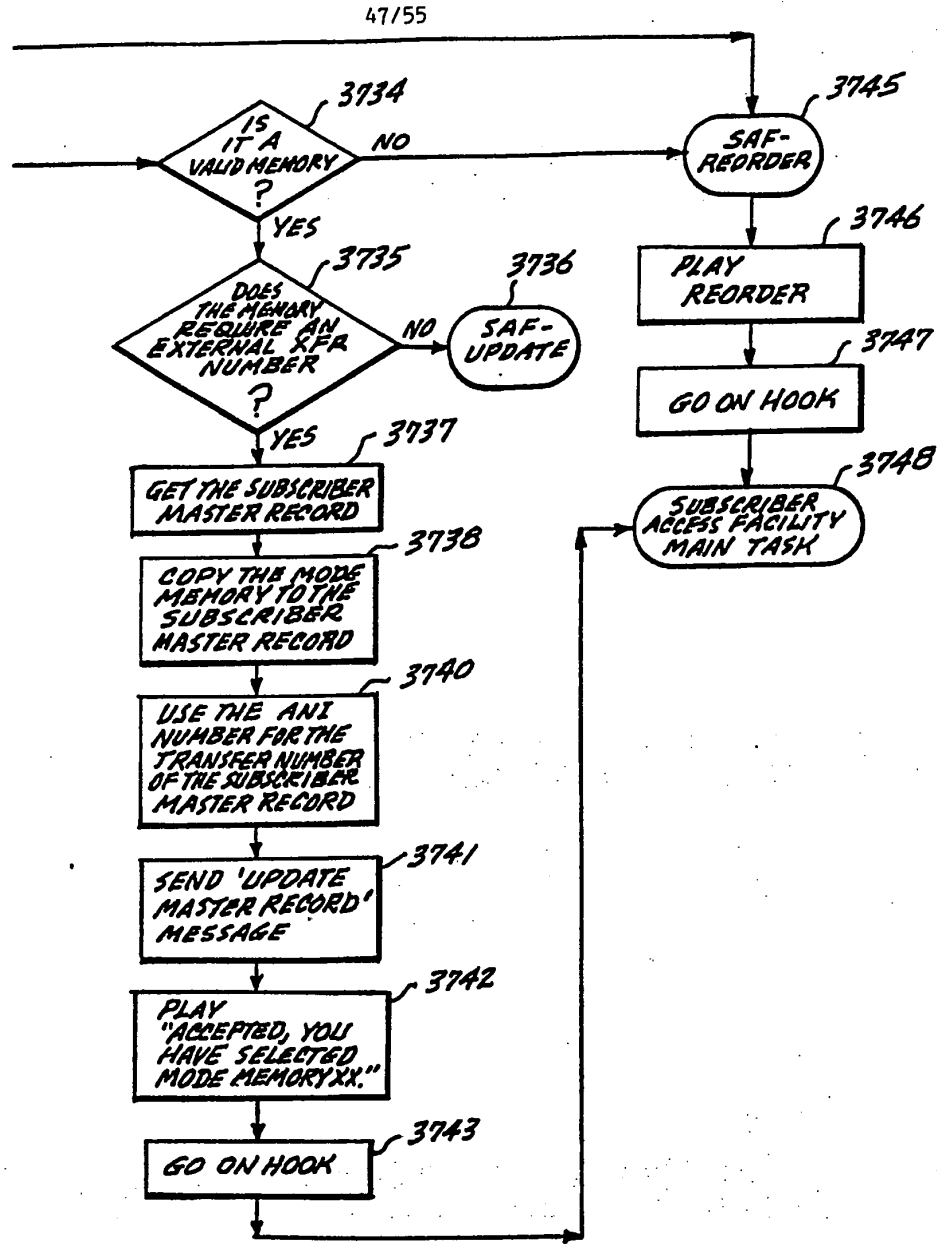 47/55
3734
IS
IT A
VALID MEMORY
?
NO
YES
3745
SAF-
REORDER
3746
PLAY
REORDER
3735
DOES
THE MEMORY
REQUIRE AN
EXTERNAL XFR
NUMBER
?
NO
YES
3736
SAF-
UPDATE
3747
GO ON HOOK
3748
SUBSCRIBER
ACCESS FACILITY
MAIN TASK
3737
GET THE SUBSCRIBER
MASTER RECORD
3738
COPY THE MODE
MEMORY TO THE
SUBSCRIBER
MASTER RECORD
3740
USE THE ANI
NUMBER FOR THE
TRANSFER NUMBER
OF THE SUBSCRIBER
MASTER RECORD
3741
SEND 'UPDATE
MASTER RECORD'
MESSAGE
3742
PLAY
"ACCEPTED, YOU
HAVE SELECTED
MODE MEMORY XX."
3743
GO ON HOOK